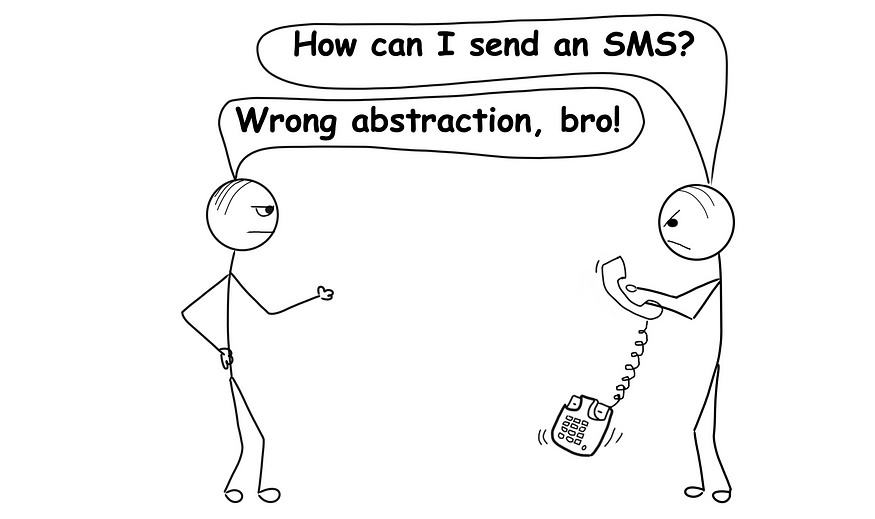 How can I send an SMS?
Wrong abstraction, bro!